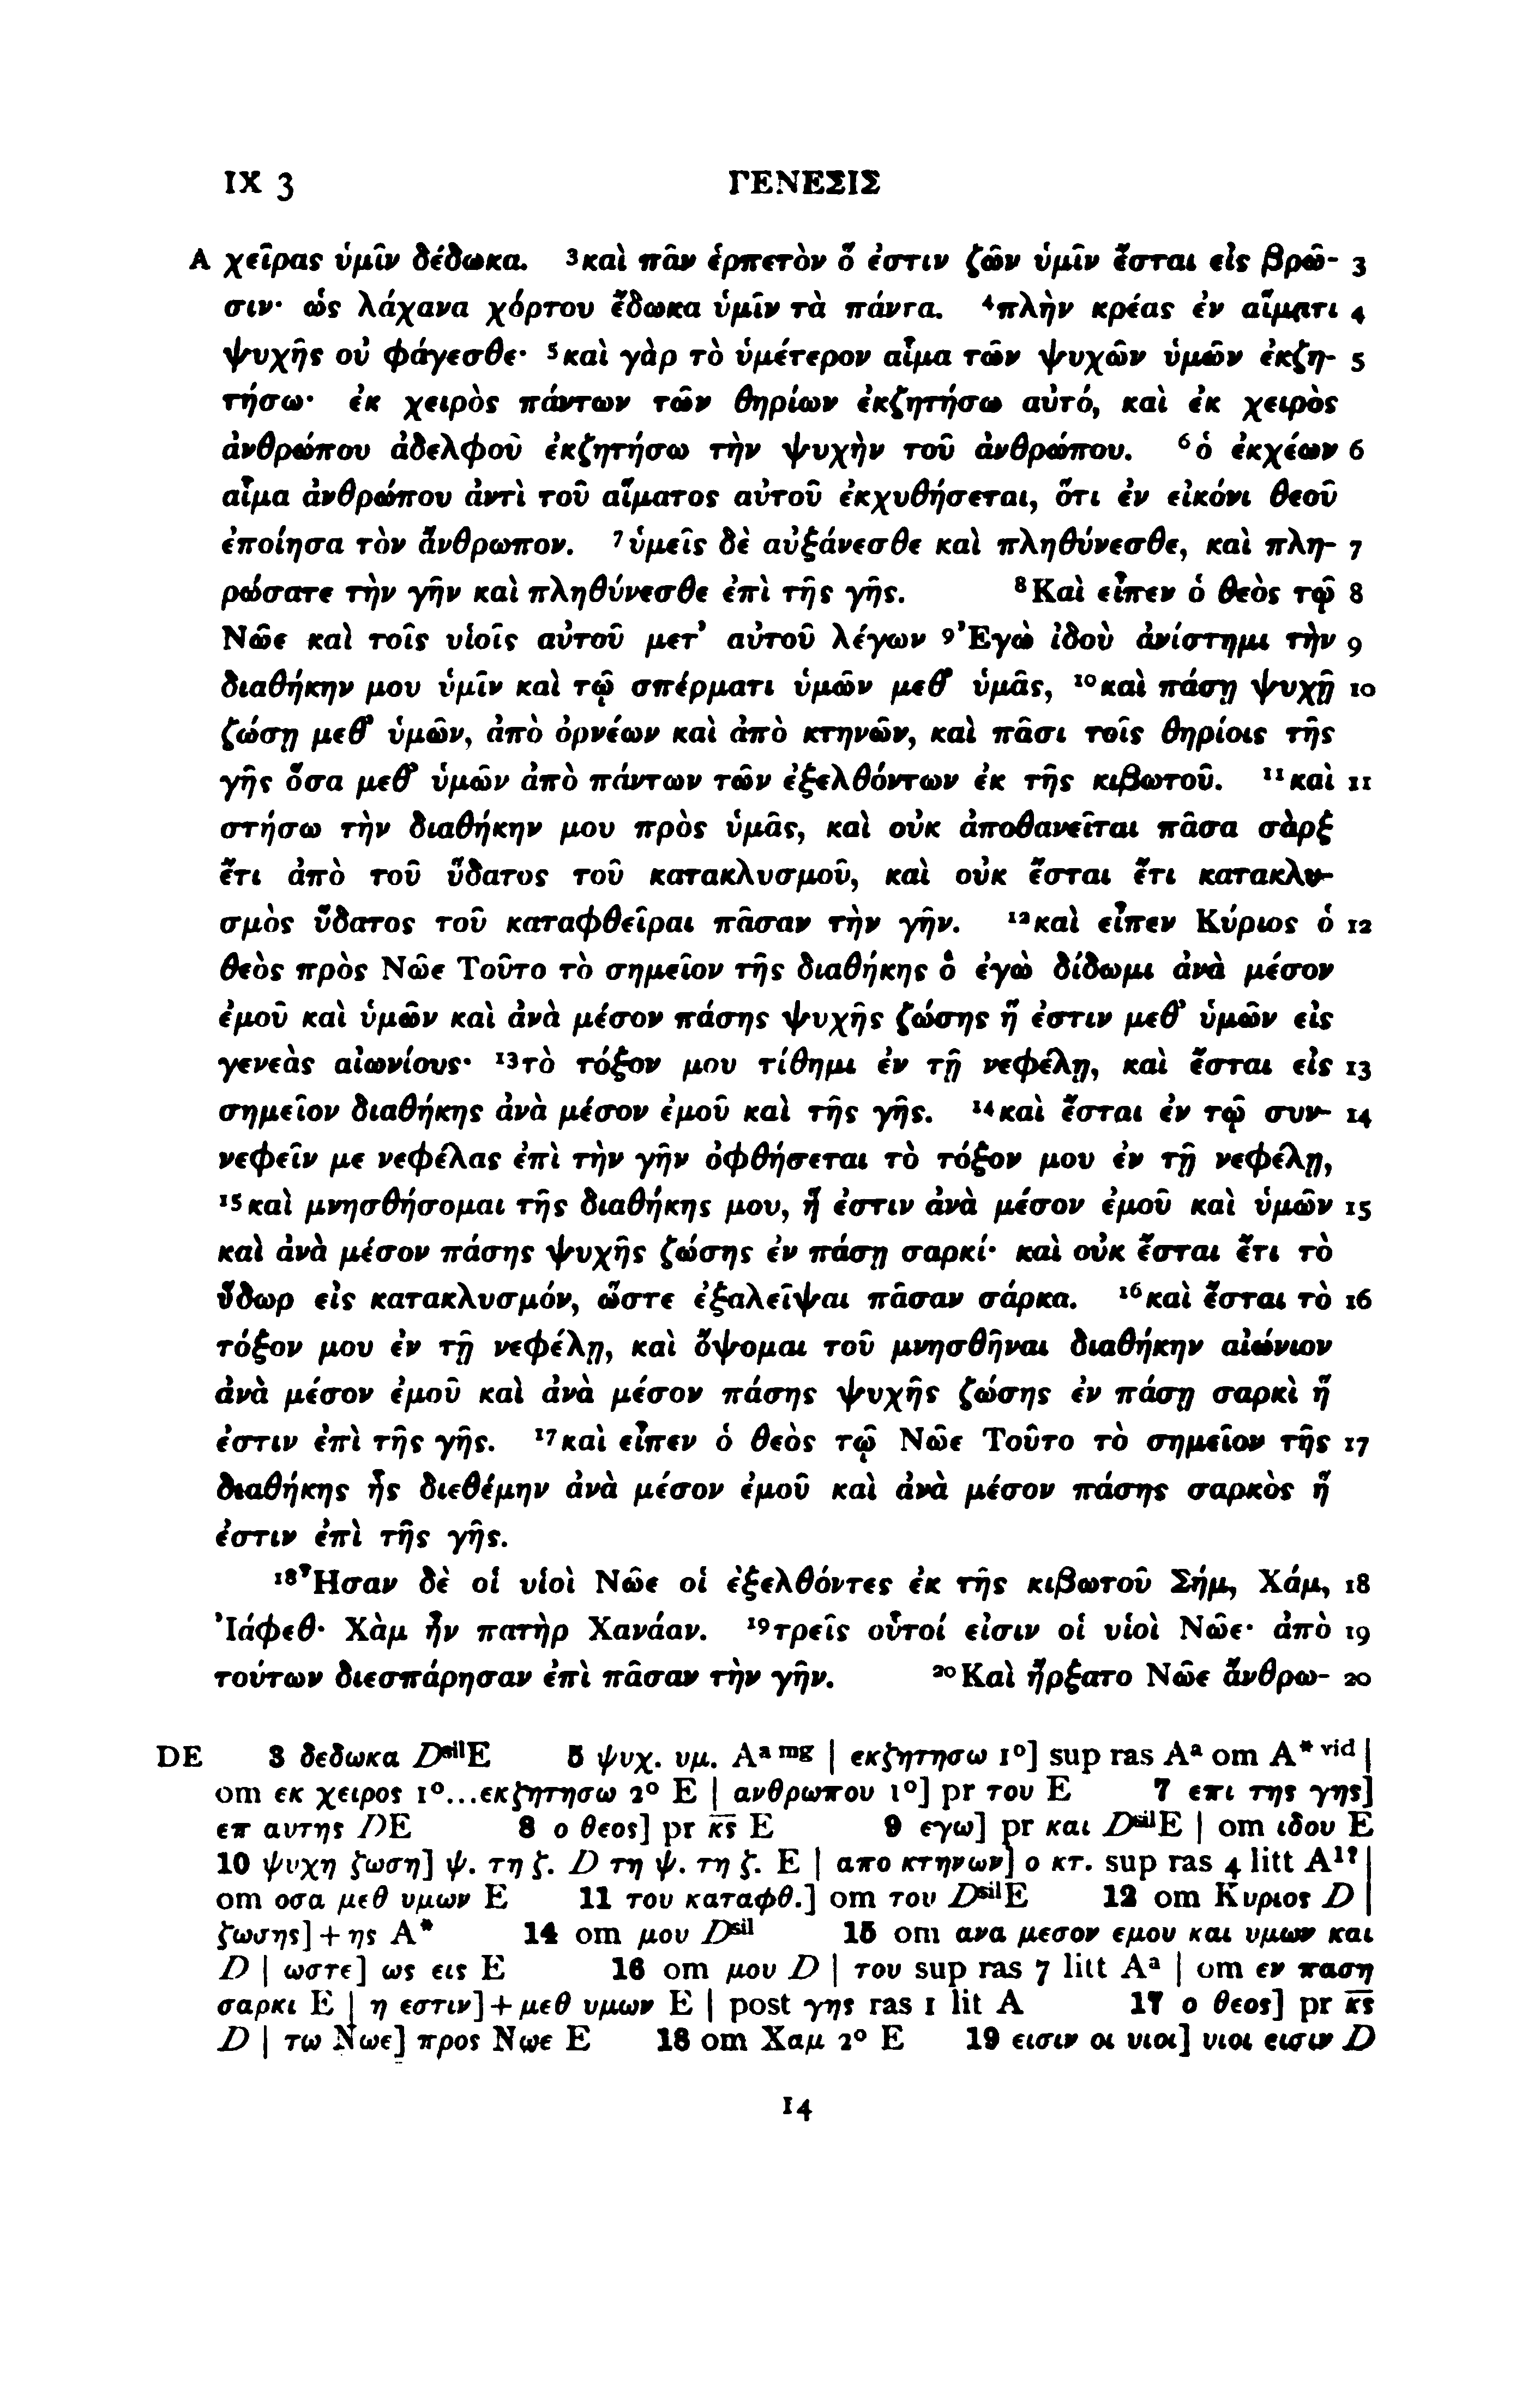 IX 3 ΓΕΝΕΣΙΣ
A χεῖρας ὑμῖν δέδωκα. ³καὶ πᾶν ἑρπετὸν ὅ ἐστιν ζῶν ὑμῖν ἔσται εἰς βρῶ- 3
σιν· ὡς λάχανα χόρτου ἔδωκα ὑμῖν τὰ πάντα. ⁴πλὴν κρέας ἐν αἵματι 4
ψυχῆς οὐ φάγεσθε· ⁵καὶ γὰρ τὸ ὑμέτερον αἷμα τῶν ψυχῶν ὑμῶν ἐκζη- 5
τήσω· ἐκ χειρὸς πάντων τῶν θηρίων ἐκζητήσω αὐτό, καὶ ἐκ χειρὸς
ἀνθρώπου ἀδελφοῦ ἐκζητήσω τὴν ψυχὴν τοῦ ἀνθρώπου. ⁶ὁ ἐκχέων 6
αἷμα ἀνθρώπου ἀντὶ τοῦ αἵματος αὐτοῦ ἐκχυθήσεται, ὅτι ἐν εἰκόνι θεοῦ
ἐποίησα τὸν ἄνθρωπον. ⁷ὑμεῖς δὲ αὐξάνεσθε καὶ πληθύνεσθε, καὶ πλη- 7
ρώσατε τὴν γῆν καὶ πληθύνεσθε ἐπὶ τῆς γῆς. ⁸Καὶ εἶπεν ὁ θεὸς τῷ 8
Νῶε καὶ τοῖς υἱοῖς αὐτοῦ μετ’ αὐτοῦ λέγων ⁹Ἐγὼ ἰδοὺ ἀνίστημι τὴν 9
διαθήκην μου ὑμῖν καὶ τῷ σπέρματι ὑμῶν μεθ’ ὑμᾶς, ¹⁰καὶ πάσῃ ψυχῇ 10
ζώσῃ μεθ’ ὑμῶν, ἀπὸ ὀρνέων καὶ ἀπὸ κτηνῶν, καὶ πᾶσι τοῖς θηρίοις τῆς
γῆς ὅσα μεθ’ ὑμῶν ἀπὸ πάντων τῶν ἐξελθόντων ἐκ τῆς κιβωτοῦ. ¹¹καὶ 11
στήσω τὴν διαθήκην μου πρὸς ὑμᾶς, καὶ οὐκ ἀποθανεῖται πᾶσα σὰρξ
ἔτι ἀπὸ τοῦ ὕδατος τοῦ κατακλυσμοῦ, καὶ οὐκ ἔσται ἔτι κατακλυ-
σμὸς ὕδατος τοῦ καταφθεῖραι πᾶσαν τὴν γῆν. ¹²καὶ εἶπεν Κύριος ὁ 12
θεὸς πρὸς Νῶε Τοῦτο τὸ σημεῖον τῆς διαθήκης ὃ ἐγὼ δίδωμι ἀνὰ μέσον
ἐμοῦ καὶ ὑμῶν καὶ ἀνὰ μέσον πάσης ψυχῆς ζώσης ἥ ἐστιν μεθ’ ὑμῶν εἰς
γενεὰς αἰωνίους· ¹³τὸ τόξον μου τίθημι ἐν τῇ νεφέλῃ, καὶ ἔσται εἰς 13
σημεῖον διαθήκης ἀνὰ μέσον ἐμοῦ καὶ τῆς γῆς. ¹⁴καὶ ἔσται ἐν τῷ συν- 14
νεφεῖν με νεφέλας ἐπὶ τὴν γῆν ὀφθήσεται τὸ τόξον μου ἐν τῇ νεφέλῃ,
¹⁵καὶ μνησθήσομαι τῆς διαθήκης μου, ἥ ἐστιν ἀνὰ μέσον ἐμοῦ καὶ ὑμῶν 15
καὶ ἀνὰ μέσον πάσης ψυχῆς ζώσης ἐν πάσῃ σαρκί· καὶ οὐκ ἔσται ἔτι τὸ
ὕδωρ εἰς κατακλυσμόν, ὥστε ἐξαλεῖψαι πᾶσαν σάρκα. ¹⁶καὶ ἔσται τὸ 16
τόξον μου ἐν τῇ νεφέλῃ, καὶ ὄψομαι τοῦ μνησθῆναι διαθήκην αἰώνιον
ἀνὰ μέσον ἐμοῦ καὶ ἀνὰ μέσον πάσης ψυχῆς ζώσης ἐν πάσῃ σαρκὶ ἥ
ἐστιν ἐπὶ τῆς γῆς. ¹⁷καὶ εἶπεν ὁ θεὸς τῷ Νῶε Τοῦτο τὸ σημεῖον τῆς 17
διαθήκης ἧς διεθέμην ἀνὰ μέσον ἐμοῦ καὶ ἀνὰ μέσον πάσης σαρκὸς ἥ
ἐστιν ἐπὶ τῆς γῆς.
¹⁸Ἦσαν δὲ οἱ υἱοὶ Νῶε οἱ ἐξελθόντες ἐκ τῆς κιβωτοῦ Σήμ, Χάμ, 18
Ἰάφεθ· Χὰμ ἦν πατὴρ Χανάαν. ¹⁹τρεῖς οὗτοί εἰσιν οἱ υἱοὶ Νῶε· ἀπὸ 19
τούτων διεσπάρησαν ἐπὶ πᾶσαν τὴν γῆν. ²⁰Καὶ ἤρξατο Νῶε ἄνθρω- 20
DE 3 δεδωκα DˢⁱˡE 5 ψυχ. υμ. Aᵃ ᵐᵍ | εκζητησω 1°] sup ras Aᵃ om A* ᵛⁱᵈ |
om εκ χειρος 1°...εκζητησω 2° E | ανθρωπου 1°] pr του E 7 επι της γης]
επ αυτης DE 8 ο θεος] pr κ̅ς̅ E 9 εγω] pr και DˢⁱˡE | om ιδου E
10 ψυχη ζωση] ψ. τη ζ. D τη ψ. τη ζ. E | απο κτηνων] ο κτ. sup ras 4 litt A¹ˀ |
om οσα μεθ υμων E 11 του καταφθ.] om του DˢⁱˡE 12 om Κυριος D |
ζωσης] + ης A* 14 om μου Dˢⁱˡ 15 om ανα μεσον εμου και υμων και
D | ωστε] ως εις E 16 om μου D | του sup ras 7 litt Aᵃ | om εν παση
σαρκι E | η εστιν] + μεθ υμων E | post γης ras 1 lit A 17 ο θεος] pr κ̅ς̅
D | τω Νωε] προς Νωε E 18 om Χαμ 2° E 19 εισιν οι υιοι] υιοι εισιν D
14